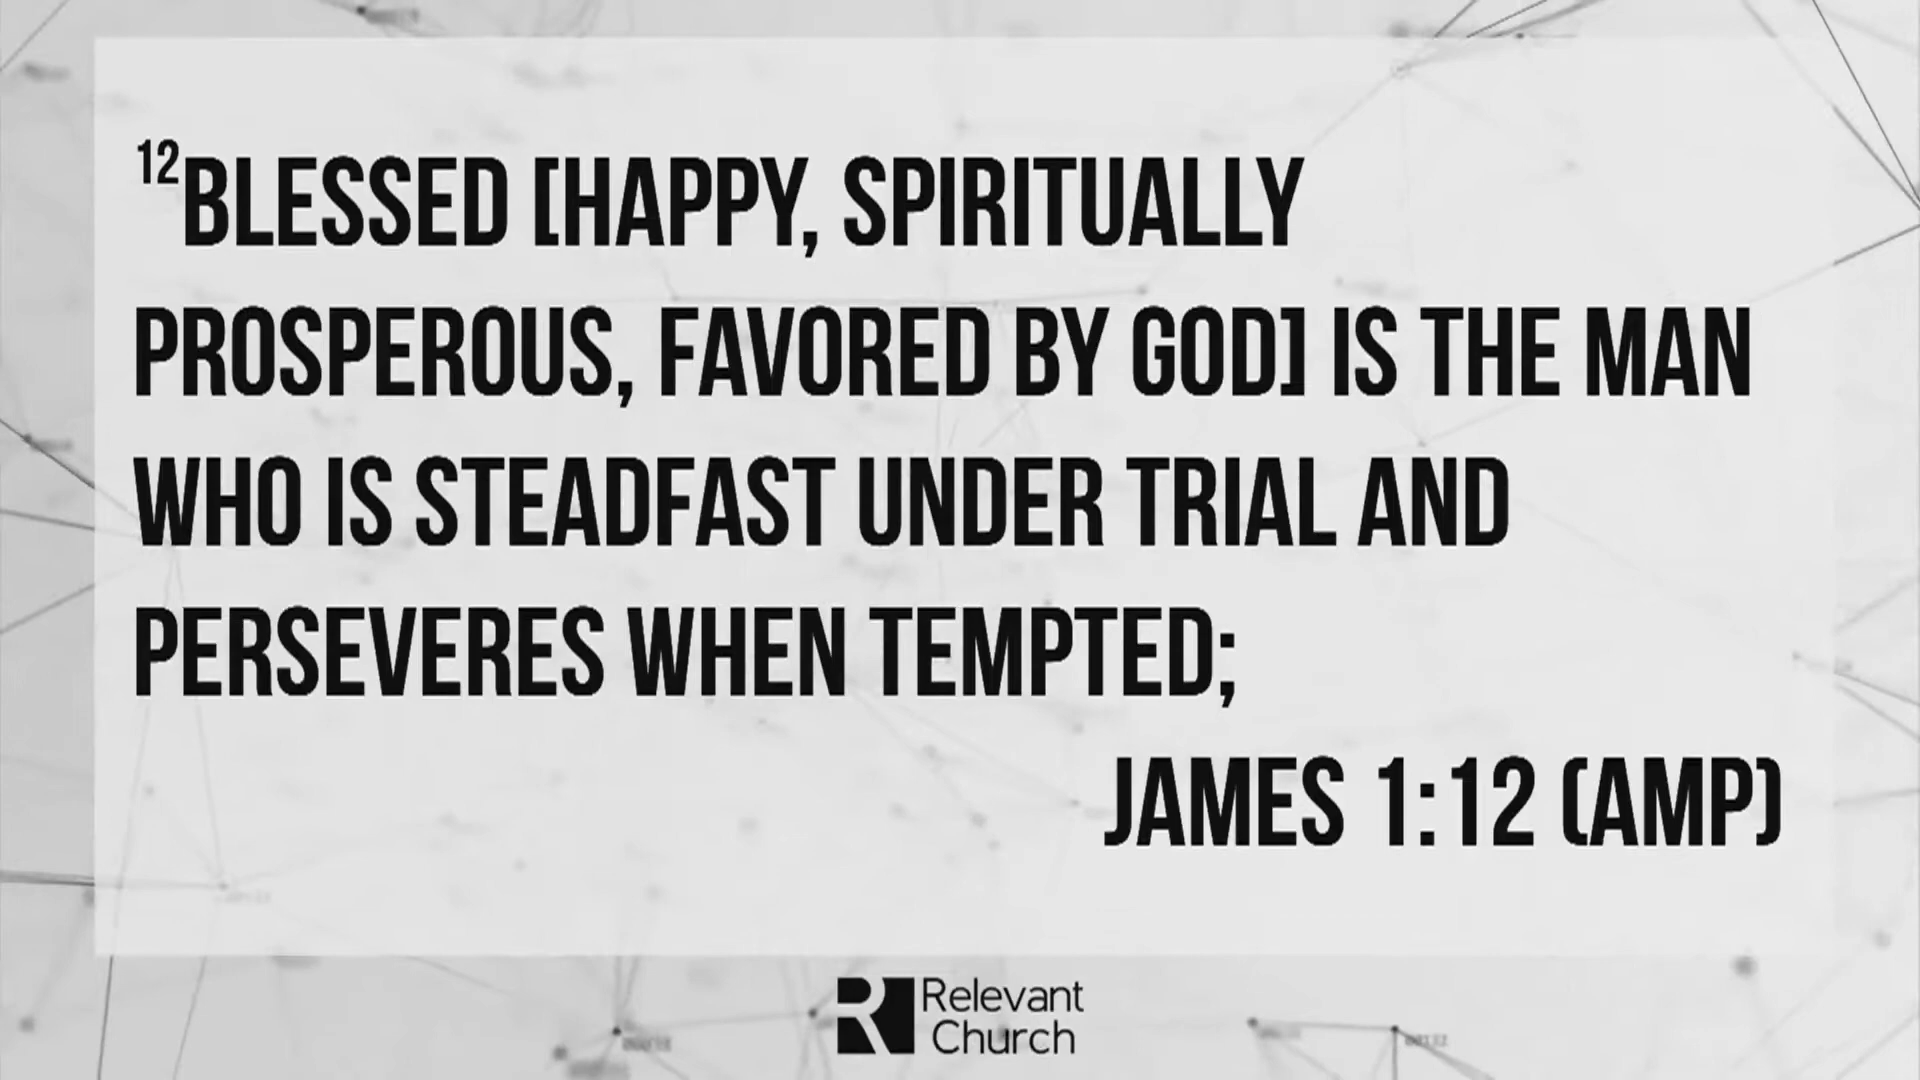 12BLESSED [HAPPY, SPIRITUALLY
PROSPEROUS, FAVORED BY GOD] IS THE MAN
WHO IS STEADFAST UNDER TRIAL AND
PERSEVERES WHEN TEMPTED;
JAMES 1:12 (AMP)
Relevant
Church